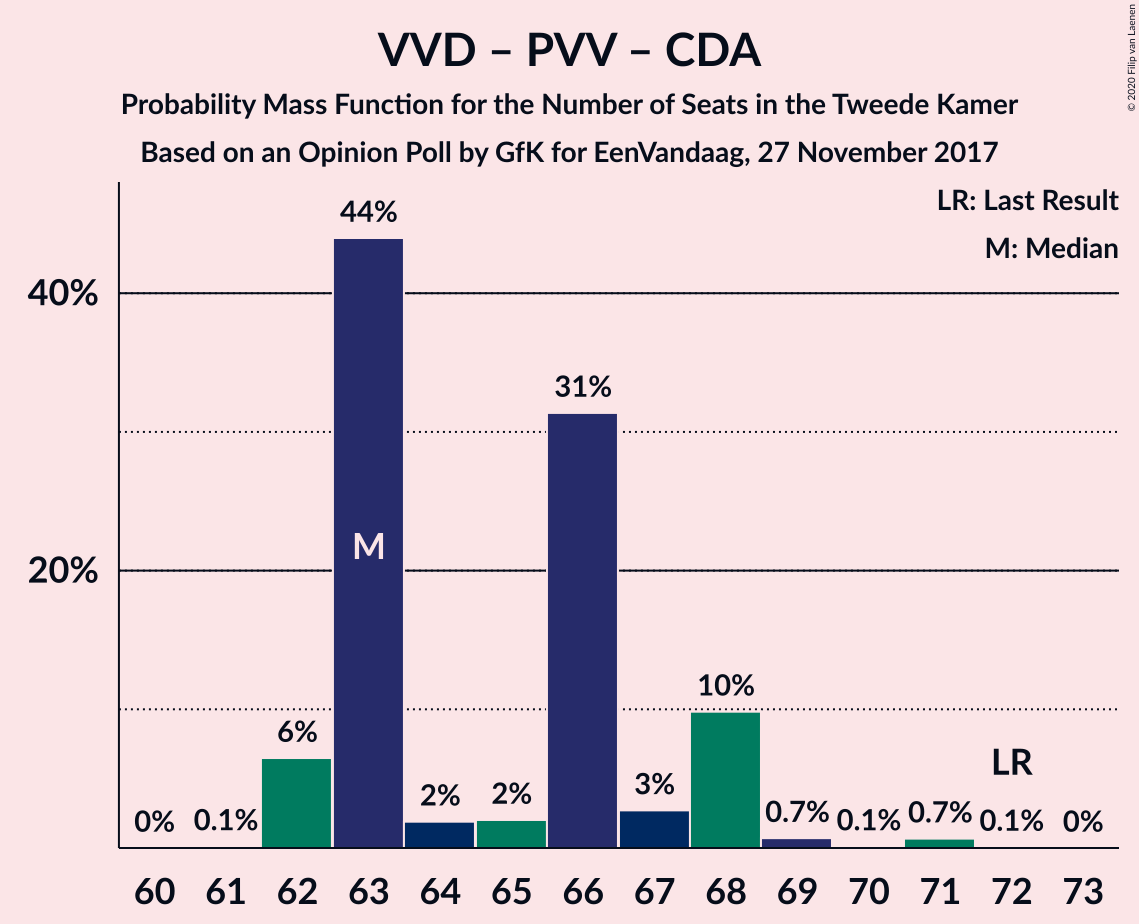 VVD – PVV – CDA
Probability Mass Function for the Number of Seats in the Tweede Kamer
Based on an Opinion Poll by GfK for EenVandaag, 27 November 2017
© 2020 Filip van Laenen
LR: Last Result
M: Median
44%
40%
31%
M
20%
10%
6%
LR
3%
2%
2%
0.7%
0.7%
0%
0.1%
0.1%
0.1%
0%
60 61 62 63 64 65 66 67 68 69 70 71 72 73